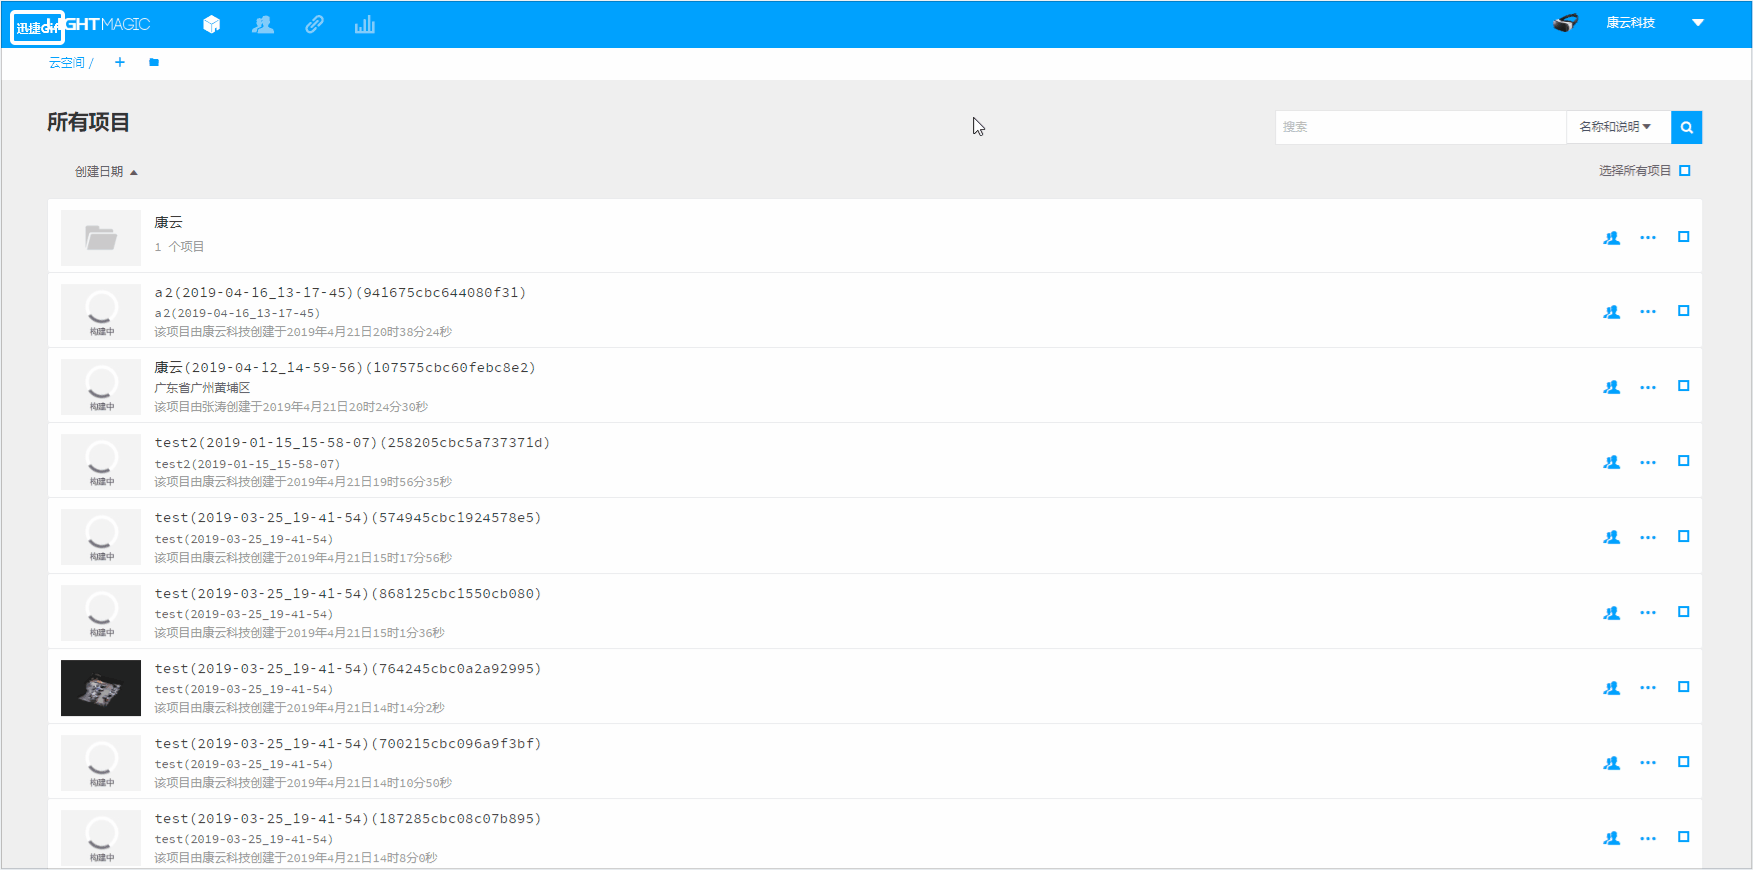 迅捷Gif LIGHTMAGIC 康云科技
云空间 / +
所有项目
搜索 名称和说明
创建日期 选择所有项目
康云
1 个项目
a2(2019-04-16_13-17-45)(941675cbc644080f31)
a2(2019-04-16_13-17-45)
构建中 该项目由康云科技创建于2019年4月21日20时38分24秒
康云(2019-04-12_14-59-56)(107575cbc60febc8e2)
广东省广州黄埔区
构建中 该项目由张涛创建于2019年4月21日20时24分30秒
test2(2019-01-15_15-58-07)(258205cbc5a737371d)
test2(2019-01-15_15-58-07)
构建中 该项目由康云科技创建于2019年4月21日19时56分35秒
test(2019-03-25_19-41-54)(574945cbc1924578e5)
test(2019-03-25_19-41-54)
构建中 该项目由康云科技创建于2019年4月21日15时17分56秒
test(2019-03-25_19-41-54)(868125cbc1550cb080)
test(2019-03-25_19-41-54)
构建中 该项目由康云科技创建于2019年4月21日15时1分36秒
test(2019-03-25_19-41-54)(764245cbc0a2a92995)
test(2019-03-25_19-41-54)
该项目由康云科技创建于2019年4月21日14时14分2秒
test(2019-03-25_19-41-54)(700215cbc096a9f3bf)
test(2019-03-25_19-41-54)
构建中 该项目由康云科技创建于2019年4月21日14时10分50秒
test(2019-03-25_19-41-54)(187285cbc08c07b895)
test(2019-03-25_19-41-54)
构建中 该项目由康云科技创建于2019年4月21日14时8分0秒